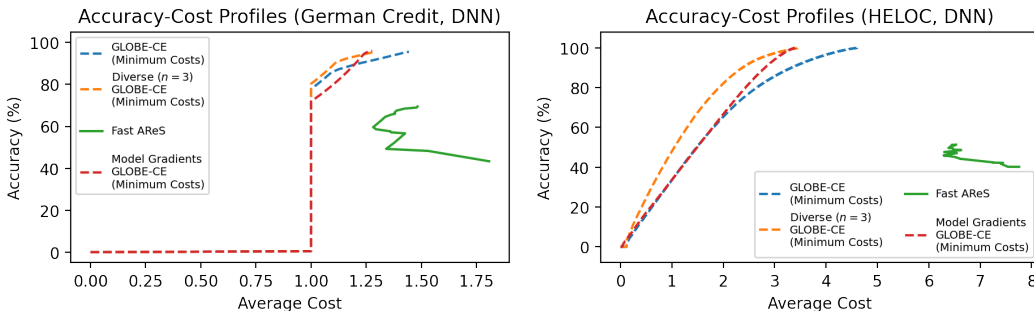 Accuracy-Cost Profiles (German Credit, DNN)
Accuracy (%)
100
80
60
40
20
0
GLOBE-CE
(Minimum Costs)
Diverse (n = 3)
GLOBE-CE
(Minimum Costs)
Fast AReS
Model Gradients
GLOBE-CE
(Minimum Costs)
0.00 0.25 0.50 0.75 1.00 1.25 1.50 1.75
Average Cost
Accuracy-Cost Profiles (HELOC, DNN)
Accuracy (%)
100
80
60
40
20
0
GLOBE-CE
(Minimum Costs)
Diverse (n = 3)
GLOBE-CE
(Minimum Costs)
Fast AReS
Model Gradients
GLOBE-CE
(Minimum Costs)
0 1 2 3 4 5 6 7 8
Average Cost